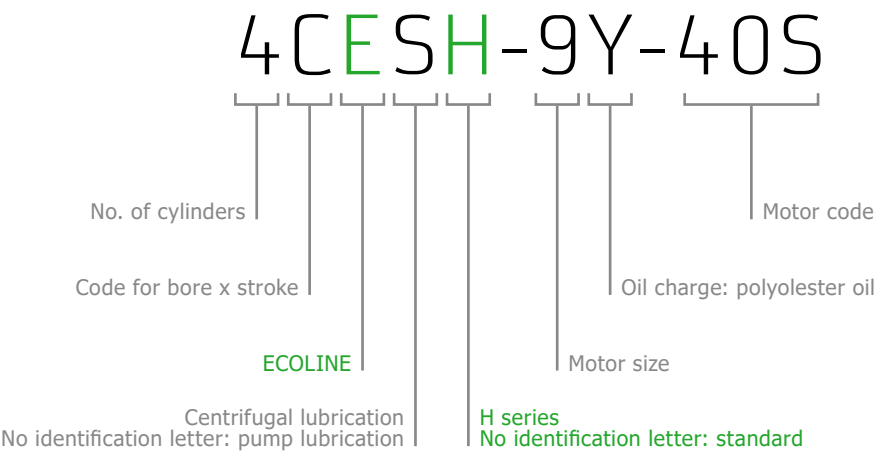 4CESH-9Y-40S
No. of cylinders
Motor code
Code for bore x stroke
Oil charge: polyolester oil
ECOLINE
Motor size
Centrifugal lubrication
No identification letter: pump lubrication
H series
No identification letter: standard